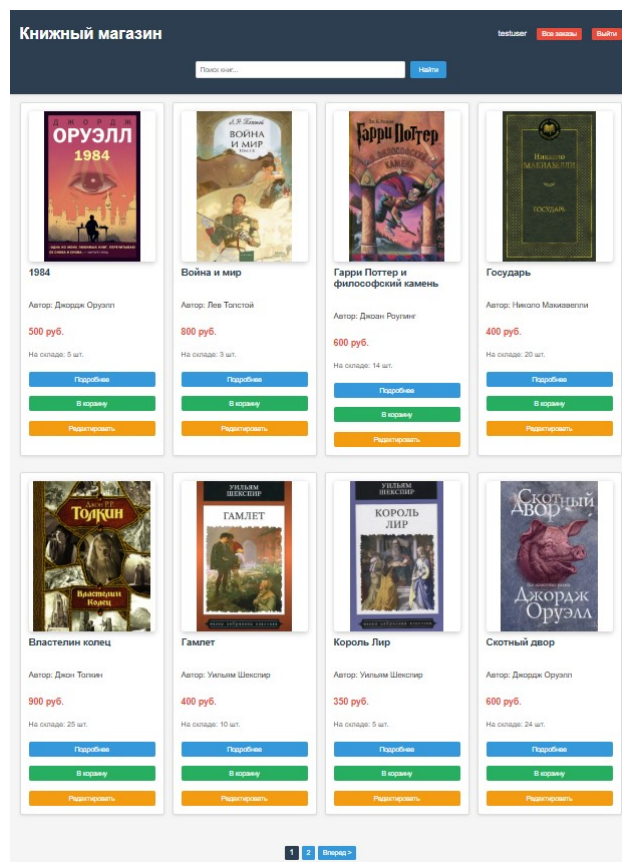 Книжный магазин
testuser
Все заказы
Выйти
Поиск книг...
Найти
ДЖОРДЖ
ОРУЭЛЛ
1984
Л.Н. Толстой
ВОЙНА
И МИР
Гарри Поттер
И ФИЛОСОФСКИЙ
КАМЕНЬ
Никколо
МАКИАВЕЛЛИ
ГОСУДАРЬ
1984
Война и мир
Гарри Поттер и
философский камень
Государь
Автор: Джордж Оруэлл
Автор: Лев Толстой
Автор: Джоан Роулинг
Автор: Николо Макиавелли
500 руб.
800 руб.
600 руб.
400 руб.
На складе: 5 шт.
На складе: 3 шт.
На складе: 14 шт.
На складе: 20 шт.
Подробнее
Подробнее
Подробнее
Подробнее
В корзину
В корзину
В корзину
В корзину
Редактировать
Редактировать
Редактировать
Редактировать
Джон Р.Р.
Толкин
Властелин
Колец
УИЛЬЯМ
ШЕКСПИР
ГАМЛЕТ
УИЛЬЯМ
ШЕКСПИР
КОРОЛЬ
ЛИР
Скотный
Двор
Джордж
Оруэлл
Властелин колец
Гамлет
Король Лир
Скотный двор
Автор: Джон Толкин
Автор: Уильям Шекспир
Автор: Уильям Шекспир
Автор: Джордж Оруэлл
900 руб.
400 руб.
350 руб.
600 руб.
На складе: 25 шт.
На складе: 10 шт.
На складе: 5 шт.
На складе: 24 шт.
Подробнее
Подробнее
Подробнее
Подробнее
В корзину
В корзину
В корзину
В корзину
Редактировать
Редактировать
Редактировать
Редактировать
1
2
Вперед >